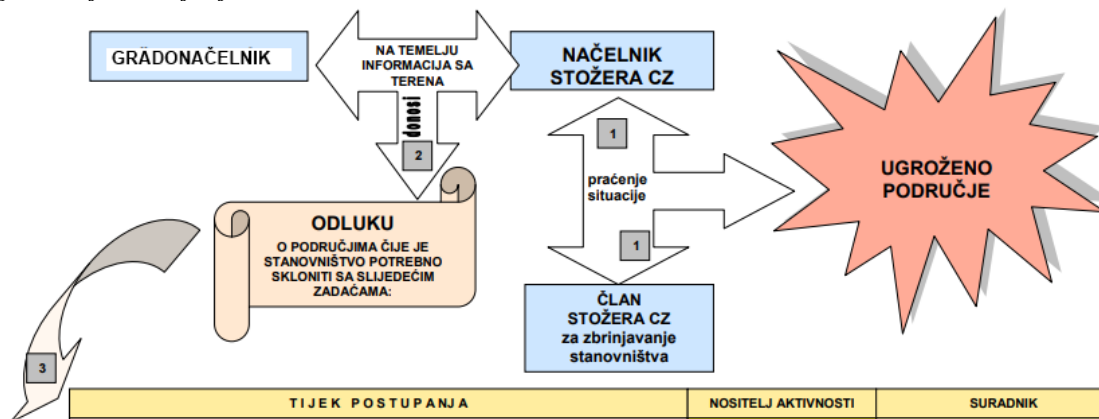 GRADONAČELNIK
NA TEMELJU
INFORMACIJA SA
TERENA
NAČELNIK
STOŽERA CZ
donosi
2
1
praćenje
situacije
1
UGROŽENO
PODRUČJE
ODLUKU
O PODRUČJIMA ČIJE JE
STANOVNIŠTVO POTREBNO
SKLONITI SA SLIJEDEĆIM
ZADAĆAMA:
ČLAN
STOŽERA CZ
za zbrinjavanje
stanovništva
3
TIJEK POSTUPANJA NOSITELJ AKTIVNOSTI SURADNIK